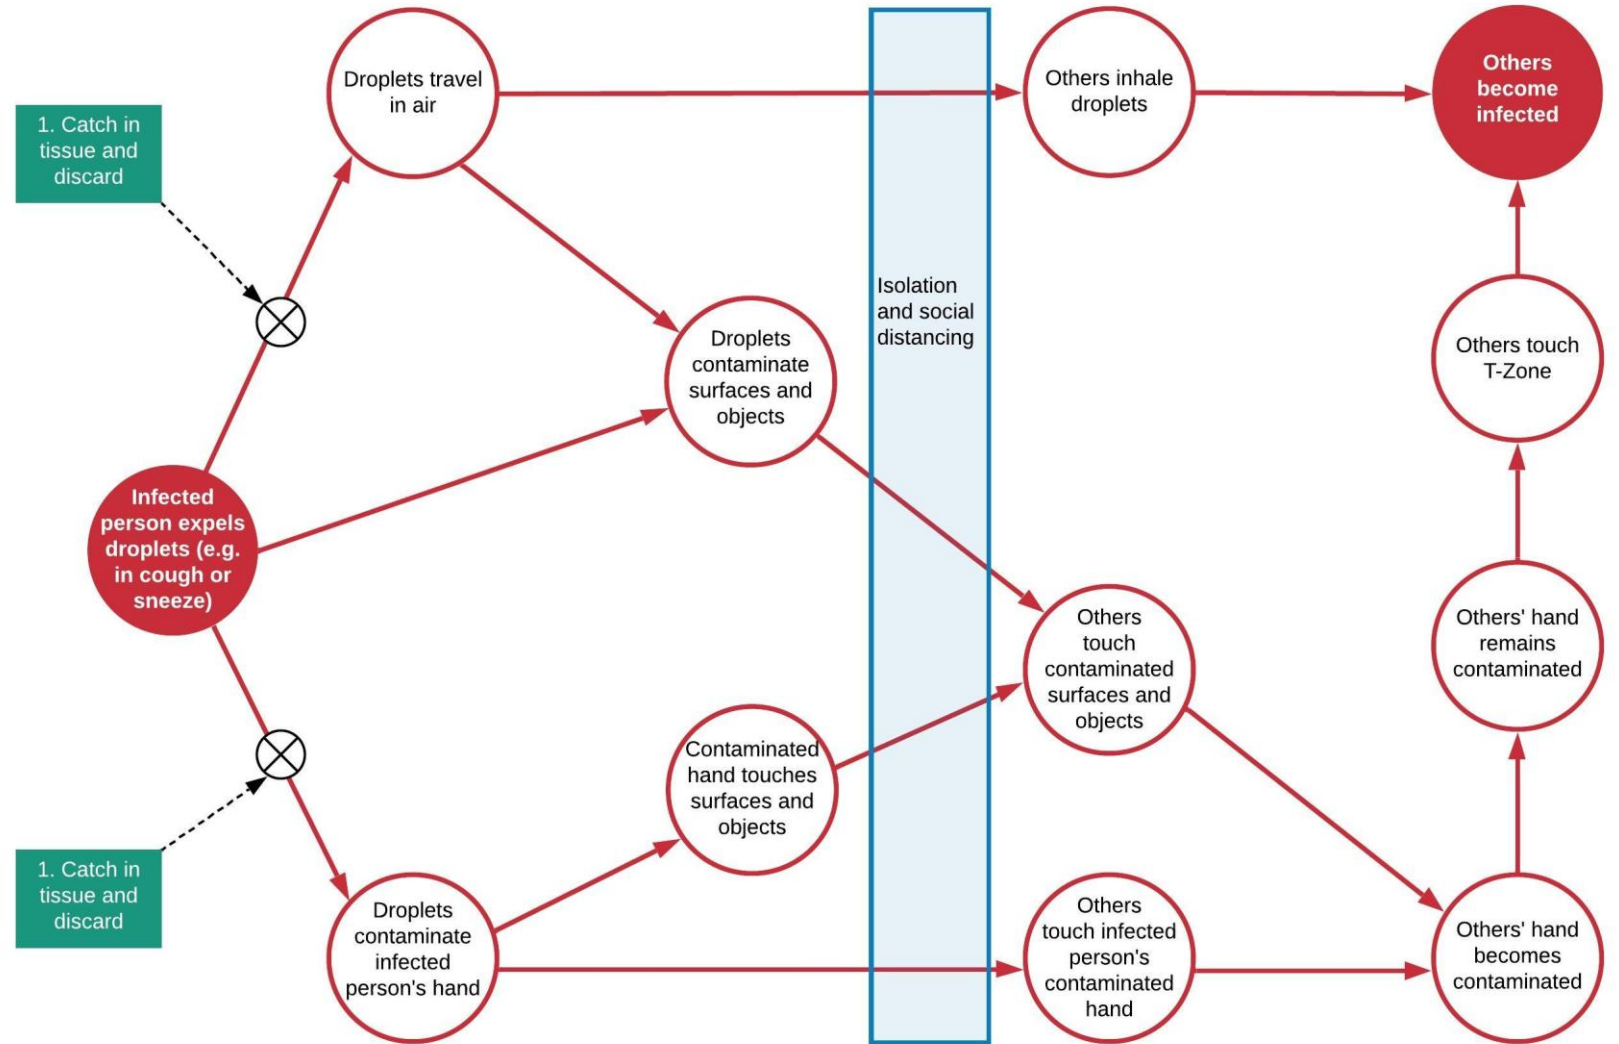 Droplets travel
in air
Others inhale
droplets
Others
become
infected
1. Catch in
tissue and
discard
Isolation
and social
distancing
Droplets
contaminate
surfaces and
objects
Others touch
T-Zone
Infected
person expels
droplets (e.g.
in cough or
sneeze)
Others
touch
contaminated
surfaces and
objects
Others' hand
remains
contaminated
Contaminated
hand touches
surfaces and
objects
1. Catch in
tissue and
discard
Droplets
contaminate
infected
person's hand
Others
touch infected
person's
contaminated
hand
Others' hand
becomes
contaminated